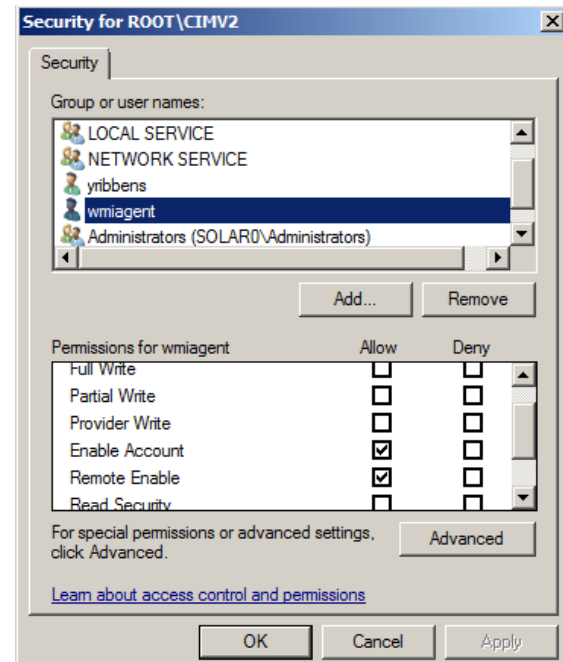 Security for ROOT\CIMV2
Security
Group or user names:
LOCAL SERVICE
NETWORK SERVICE
yribbens
wmiagent
Administrators (SOLAR0\Administrators)
Add... Remove
Permissions for wmiagent Allow Deny
Full Write
Partial Write
Provider Write
Enable Account
Remote Enable
Read Security
For special permissions or advanced settings,
click Advanced.
Advanced
Learn about access control and permissions
OK Cancel Apply